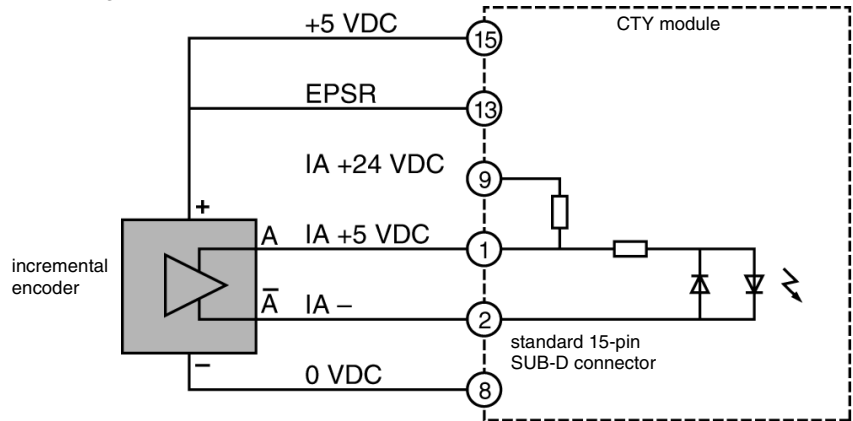 +5 VDC
15
CTY module
EPSR
13
IA +24 VDC
9
+
A
IA +5 VDC
1
incremental
encoder
A̅
IA –
2
standard 15-pin
SUB-D connector
–
0 VDC
8